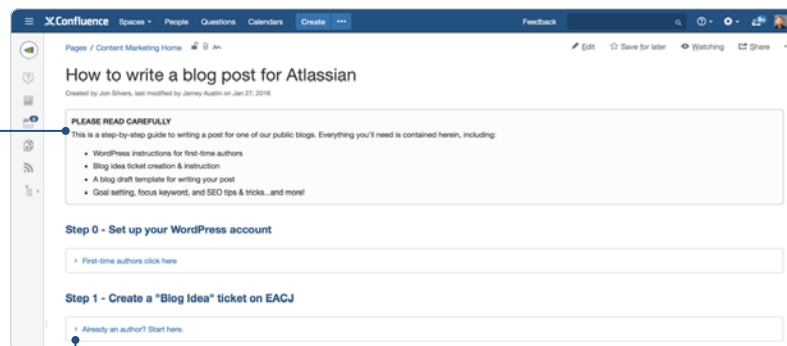 Confluence Spaces People Questions Calendars Create ••• Feedback
Pages / Content Marketing Home Edit Save for later Watching Share
How to write a blog post for Atlassian
Created by Jon Silvers, last modified by Jamey Austin on Jan 27, 2016
PLEASE READ CAREFULLY
This is a step-by-step guide to writing a post for one of our public blogs. Everything you'll need is contained herein, including:
• WordPress instructions for first-time authors
• Blog idea ticket creation & instruction
• A blog draft template for writing your post
• Goal setting, focus keyword, and SEO tips & tricks...and more!
Step 0 - Set up your WordPress account
First-time authors click here
Step 1 - Create a "Blog Idea" ticket on EACJ
Already an author? Start here.